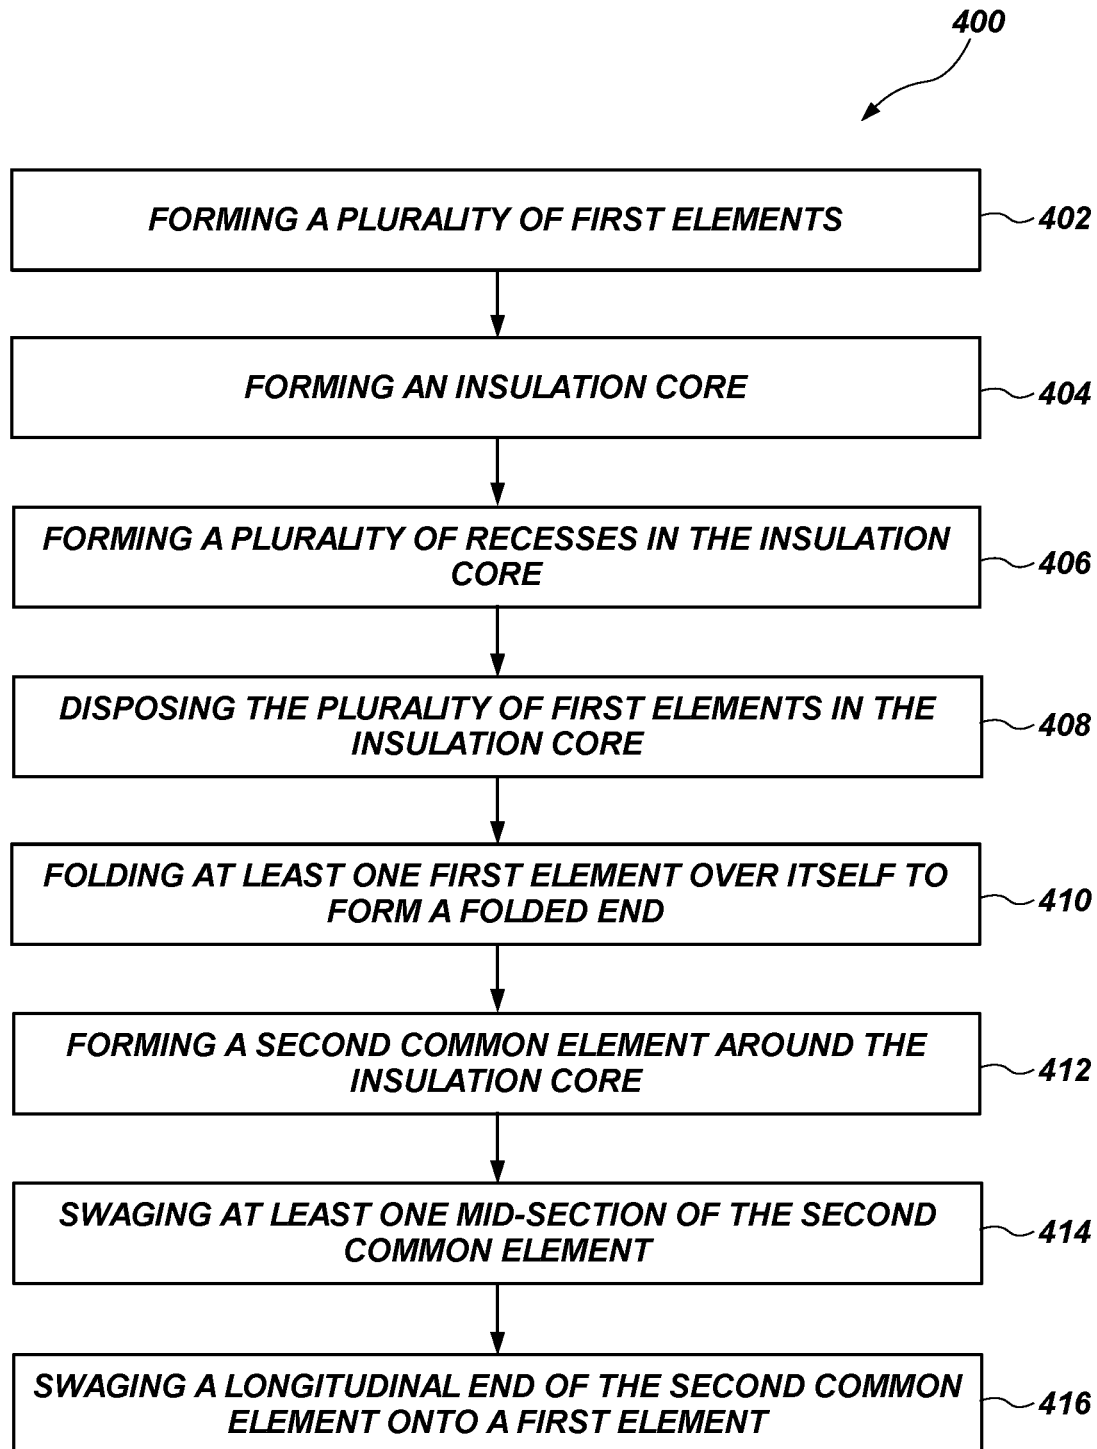 400
FORMING A PLURALITY OF FIRST ELEMENTS
402
FORMING AN INSULATION CORE
404
FORMING A PLURALITY OF RECESSES IN THE INSULATION
CORE
406
DISPOSING THE PLURALITY OF FIRST ELEMENTS IN THE
INSULATION CORE
408
FOLDING AT LEAST ONE FIRST ELEMENT OVER ITSELF TO
FORM A FOLDED END
410
FORMING A SECOND COMMON ELEMENT AROUND THE
INSULATION CORE
412
SWAGING AT LEAST ONE MID-SECTION OF THE SECOND
COMMON ELEMENT
414
SWAGING A LONGITUDINAL END OF THE SECOND COMMON
ELEMENT ONTO A FIRST ELEMENT
416